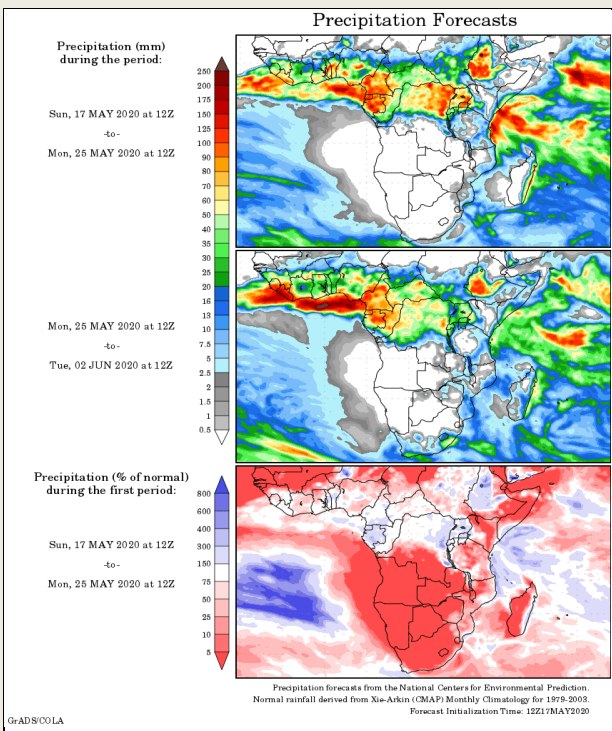 Precipitation Forecasts
Precipitation (mm)
during the period:
Sun, 17 MAY 2020 at 12Z
-to-
Mon, 25 MAY 2020 at 12Z
250
200
175
150
125
100
90
80
70
60
50
40
35
30
25
20
16
13
10
7.5
5
2.5
2
1.5
1
0.5
Mon, 25 MAY 2020 at 12Z
-to-
Tue, 02 JUN 2020 at 12Z
Precipitation (% of normal)
during the first period:
Sun, 17 MAY 2020 at 12Z
-to-
Mon, 25 MAY 2020 at 12Z
800
600
400
300
150
75
50
25
10
5
Precipitation forecasts from the National Centers for Environmental Prediction.
Normal rainfall derived from Xie-Arkin (CMAP) Monthly Climatology for 1979-2003.
Forecast Initialization Time: 12Z17MAY2020
GrADS/COLA